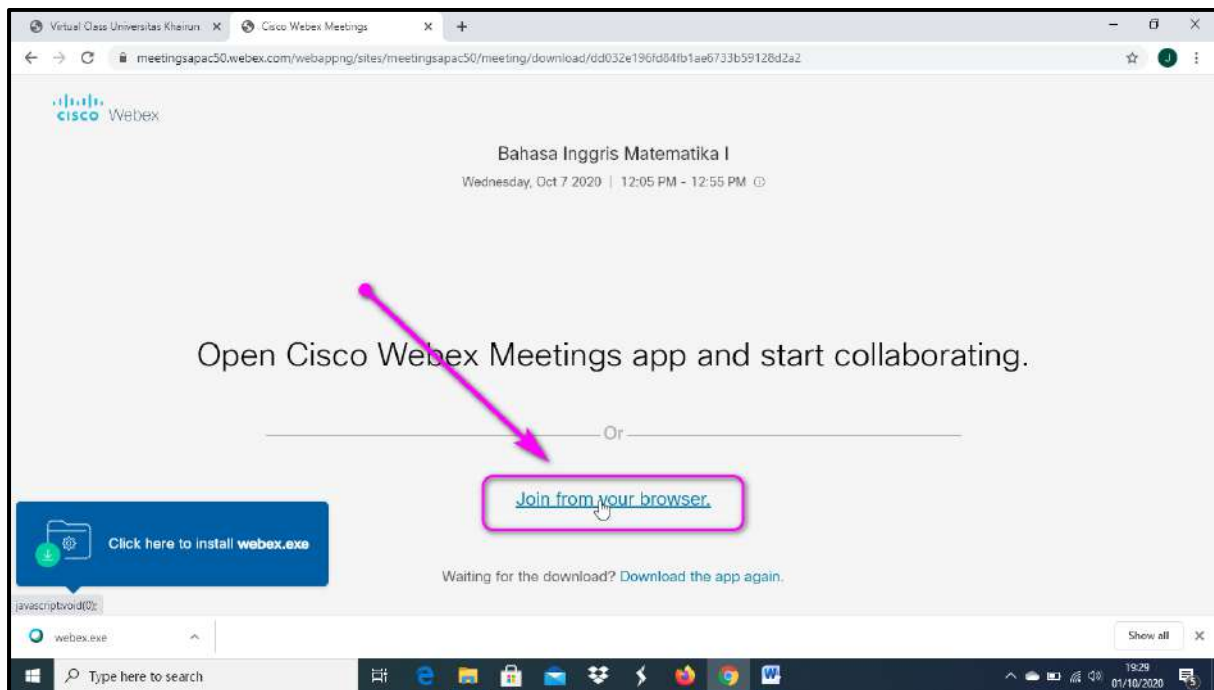 Virtual Class Universitas Khairun
Cisco Webex Meetings
meetingsapac50.webex.com/webappng/sites/meetingsapac50/meeting/download/dd032e196fd84fb1ae6733b59128d2a2
J
cisco Webex
Bahasa Inggris Matematika I
Wednesday, Oct 7 2020 | 12:05 PM - 12:55 PM
Open Cisco Webex Meetings app and start collaborating.
Or
Join from your browser.
Click here to install webex.exe
Waiting for the download? Download the app again.
javascript:void(0);
webex.exe
Show all
Type here to search
19:29
01/10/2020
5